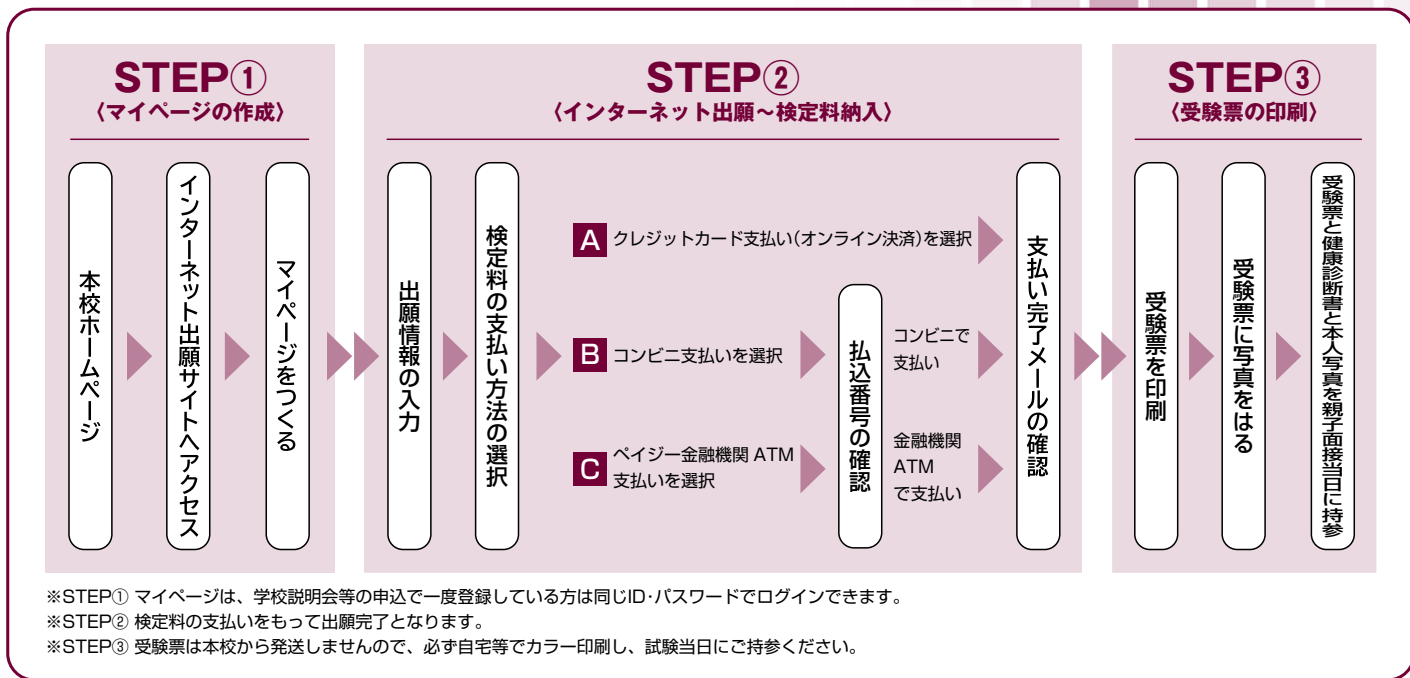 STEP①
〈マイページの作成〉
本校ホームページ
インターネット出願サイトへアクセス
マイページをつくる
STEP②
〈インターネット出願～検定料納入〉
出願情報の入力
検定料の支払い方法の選択
A クレジットカード支払い(オンライン決済)を選択
B コンビニ支払いを選択
C ペイジー金融機関 ATM
支払いを選択
払込番号の確認
コンビニで
支払い
金融機関
ATM
で支払い
支払い完了メールの確認
STEP③
〈受験票の印刷〉
受験票を印刷
受験票に写真をはる
受験票と健康診断書と本人写真を親子面接当日に持参
※STEP① マイページは、学校説明会等の申込で一度登録している方は同じID・パスワードでログインできます。
※STEP② 検定料の支払いをもって出願完了となります。
※STEP③ 受験票は本校から発送しませんので、必ず自宅等でカラー印刷し、試験当日にご持参ください。